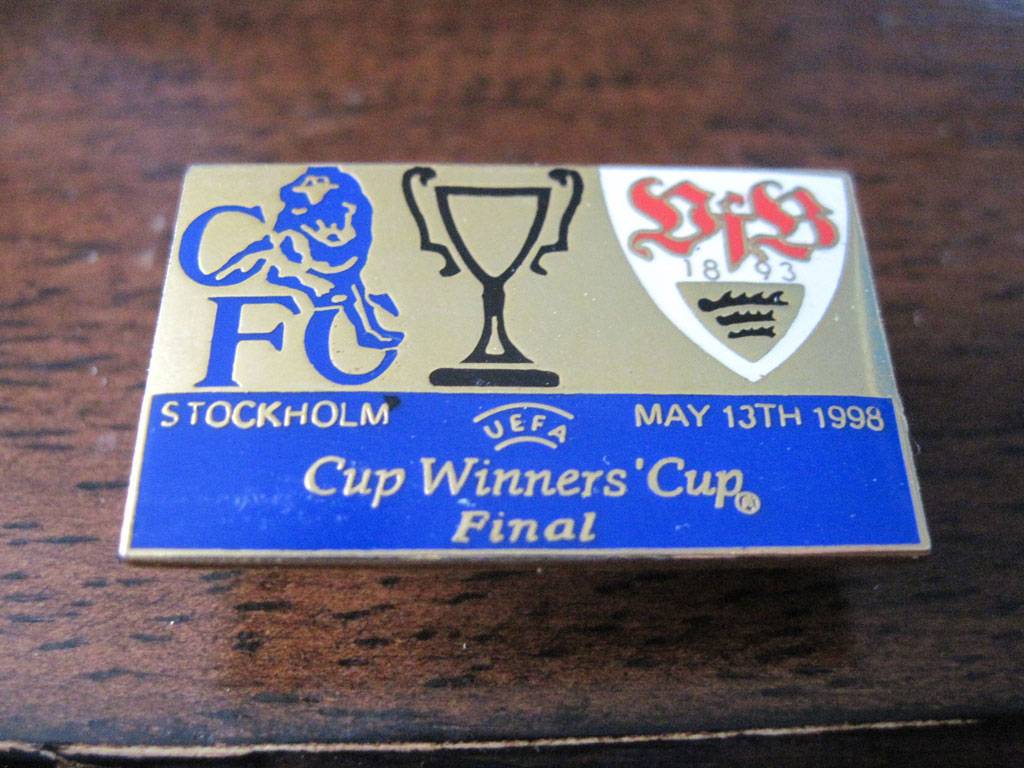 CFC
VfB
1893
STOCKHOLM
UEFA
MAY 13TH 1998
Cup Winners' Cup®
Final